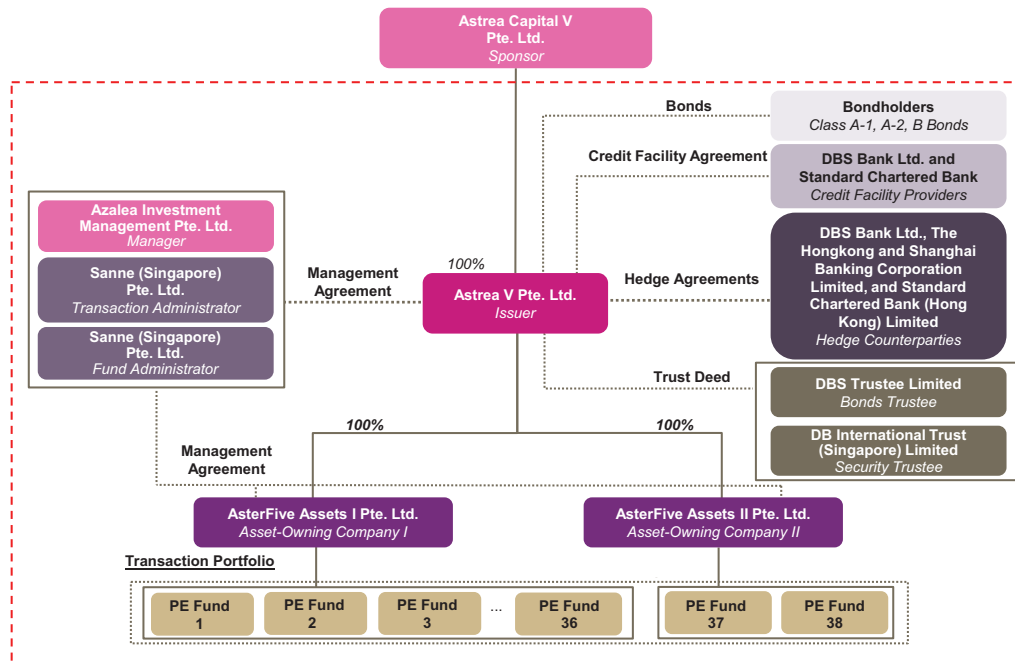 Astrea Capital V
Pte. Ltd.
Sponsor
Bonds
Bondholders
Class A-1, A-2, B Bonds
Credit Facility Agreement
DBS Bank Ltd. and
Standard Chartered Bank
Credit Facility Providers
Azalea Investment
Management Pte. Ltd.
Manager
Sanne (Singapore)
Pte. Ltd.
Transaction Administrator
Sanne (Singapore)
Pte. Ltd.
Fund Administrator
Management
Agreement
100%
Astrea V Pte. Ltd.
Issuer
Hedge Agreements
DBS Bank Ltd., The
Hongkong and Shanghai
Banking Corporation
Limited, and Standard
Chartered Bank (Hong
Kong) Limited
Hedge Counterparties
Trust Deed
DBS Trustee Limited
Bonds Trustee
DB International Trust
(Singapore) Limited
Security Trustee
100%
100%
Management
Agreement
AsterFive Assets I Pte. Ltd.
Asset-Owning Company I
AsterFive Assets II Pte. Ltd.
Asset-Owning Company II
Transaction Portfolio
PE Fund
1
PE Fund
2
PE Fund
3
...
PE Fund
36
PE Fund
37
PE Fund
38